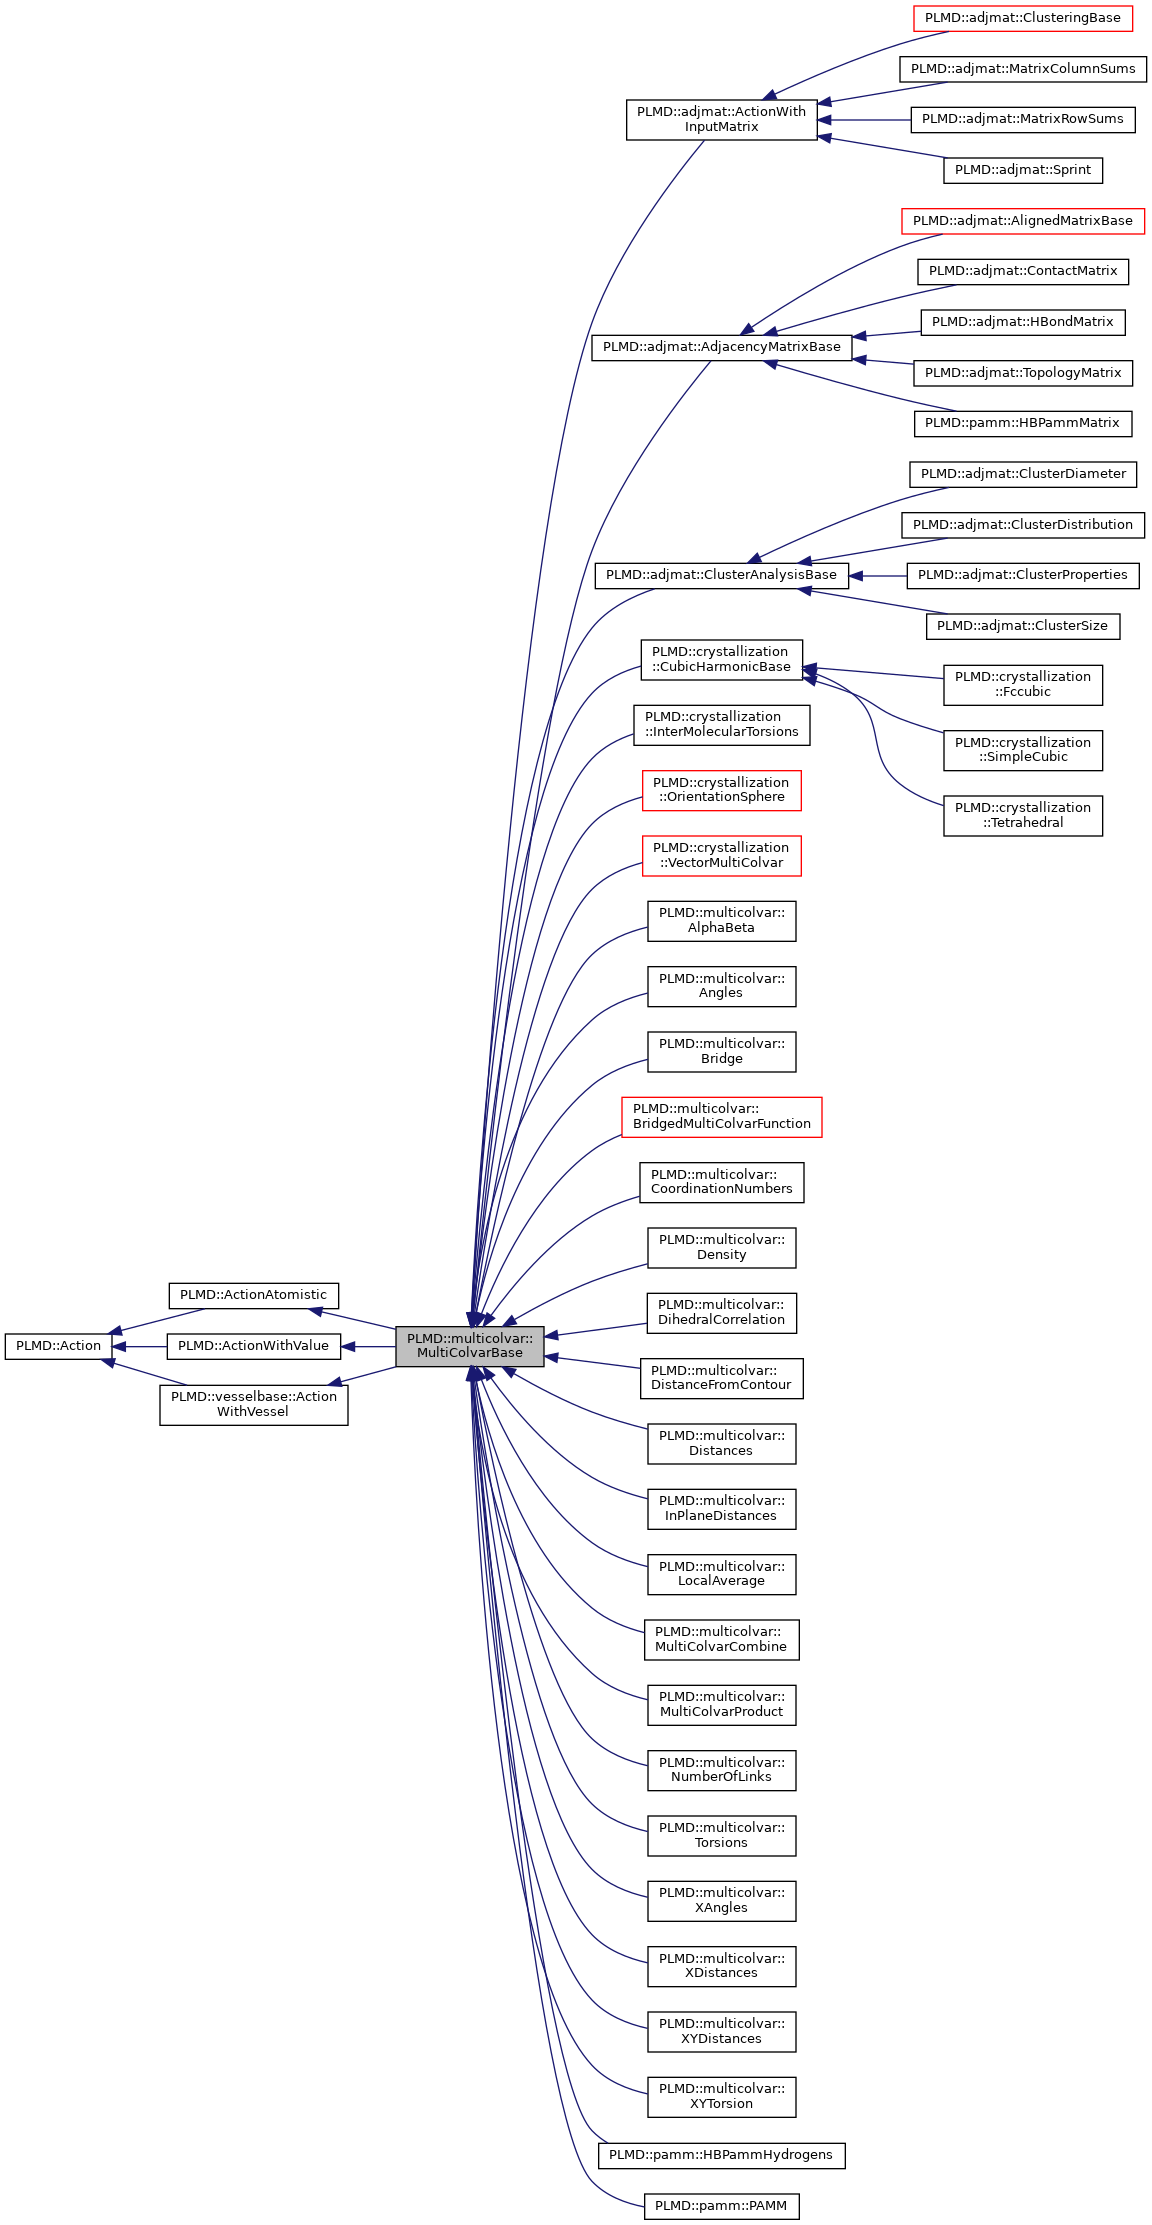 PLMD::adjmat::ClusteringBase
PLMD::adjmat::MatrixColumnSums
PLMD::adjmat::ActionWith
InputMatrix
PLMD::adjmat::MatrixRowSums
PLMD::adjmat::Sprint
PLMD::adjmat::AlignedMatrixBase
PLMD::adjmat::ContactMatrix
PLMD::adjmat::HBondMatrix
PLMD::adjmat::AdjacencyMatrixBase
PLMD::adjmat::TopologyMatrix
PLMD::pamm::HBPammMatrix
PLMD::adjmat::ClusterDiameter
PLMD::adjmat::ClusterDistribution
PLMD::adjmat::ClusterAnalysisBase
PLMD::adjmat::ClusterProperties
PLMD::adjmat::ClusterSize
PLMD::crystallization
::CubicHarmonicBase
PLMD::crystallization
::Fccubic
PLMD::crystallization
::InterMolecularTorsions
PLMD::crystallization
::SimpleCubic
PLMD::crystallization
::OrientationSphere
PLMD::crystallization
::Tetrahedral
PLMD::crystallization
::VectorMultiColvar
PLMD::multicolvar::
AlphaBeta
PLMD::multicolvar::
Angles
PLMD::multicolvar::
Bridge
PLMD::multicolvar::
BridgedMultiColvarFunction
PLMD::multicolvar::
CoordinationNumbers
PLMD::multicolvar::
Density
PLMD::ActionAtomistic
PLMD::multicolvar::
DihedralCorrelation
PLMD::Action
PLMD::ActionWithValue
PLMD::multicolvar::
MultiColvarBase
PLMD::vesselbase::Action
WithVessel
PLMD::multicolvar::
DistanceFromContour
PLMD::multicolvar::
Distances
PLMD::multicolvar::
InPlaneDistances
PLMD::multicolvar::
LocalAverage
PLMD::multicolvar::
MultiColvarCombine
PLMD::multicolvar::
MultiColvarProduct
PLMD::multicolvar::
NumberOfLinks
PLMD::multicolvar::
Torsions
PLMD::multicolvar::
XAngles
PLMD::multicolvar::
XDistances
PLMD::multicolvar::
XYDistances
PLMD::multicolvar::
XYTorsion
PLMD::pamm::HBPammHydrogens
PLMD::pamm::PAMM